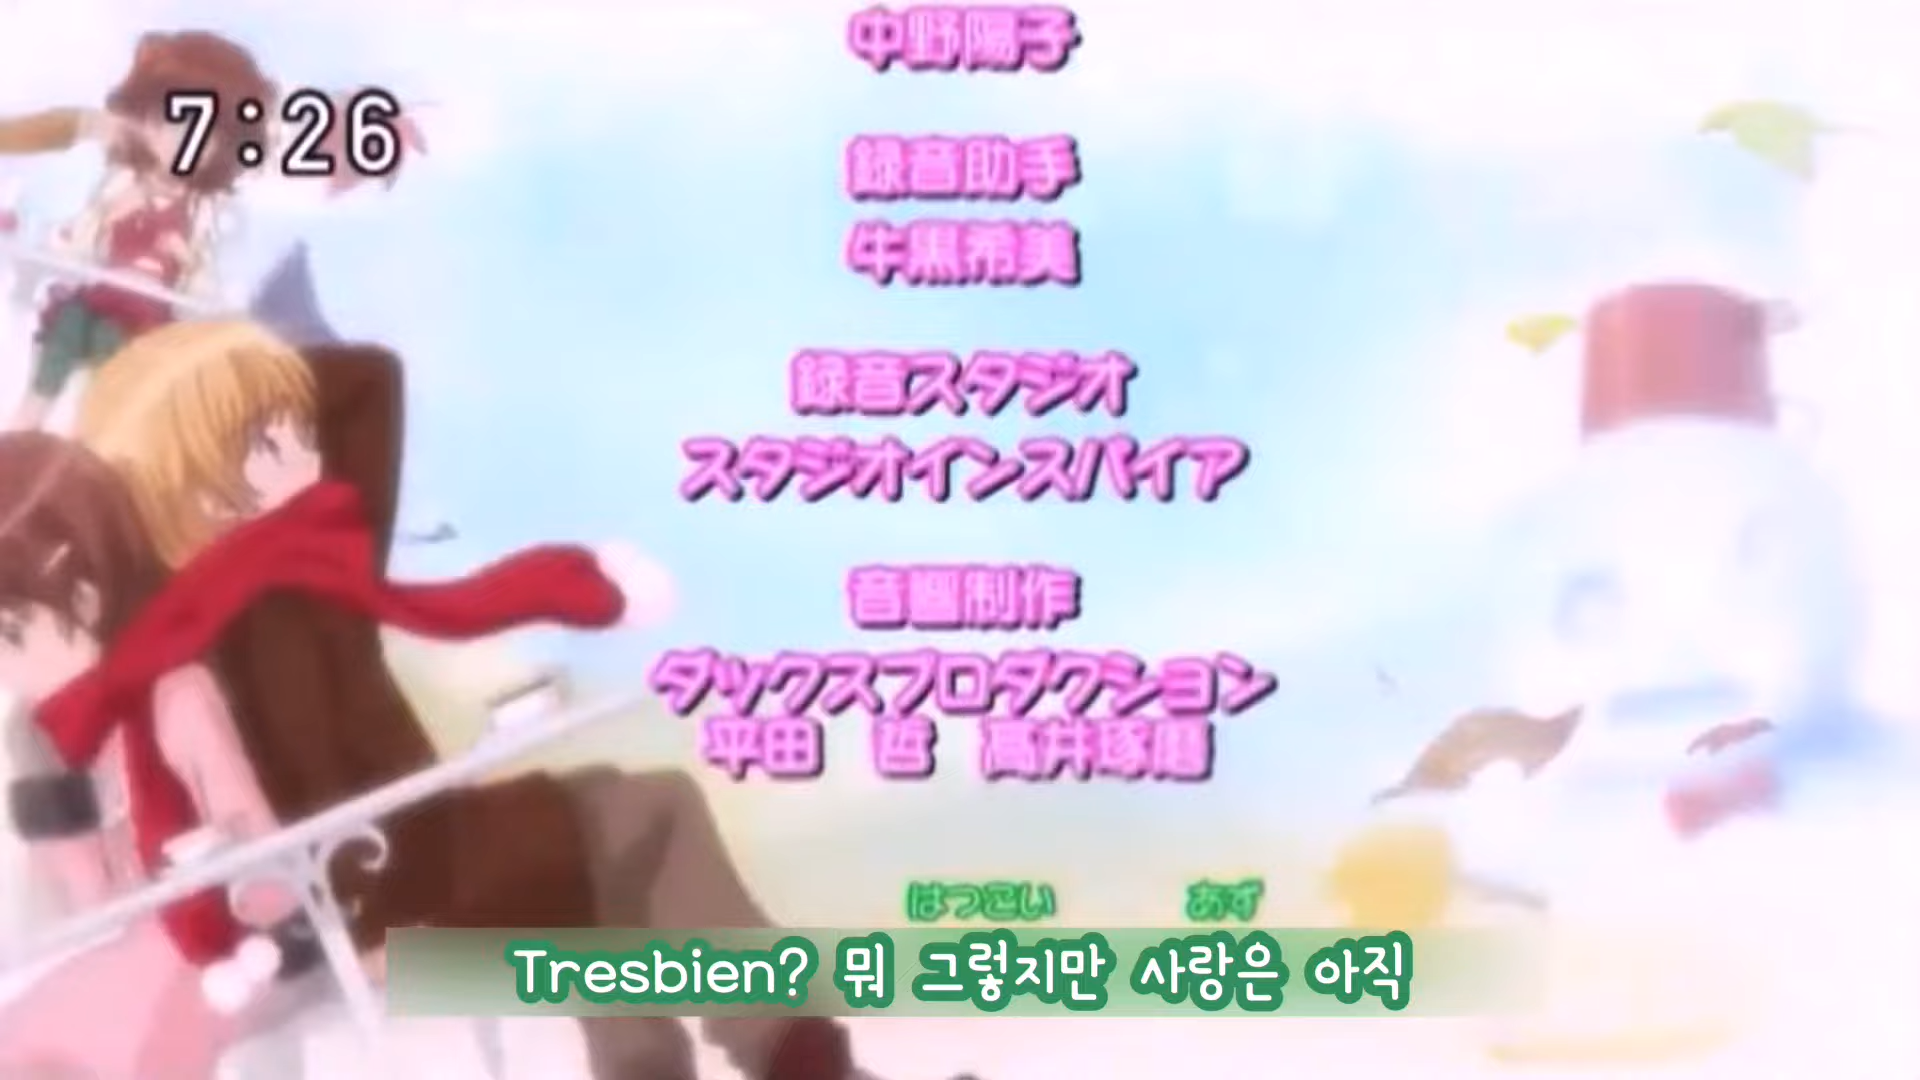 7:26
中野陽子
録音助手
牛黒希美
録音スタジオ
スタジオインスパイア
音響制作
ダックスプロダクション
平田 哲 高井琢磨
はつこい あず
Tresbien? 뭐 그렇지만 사랑은 아직